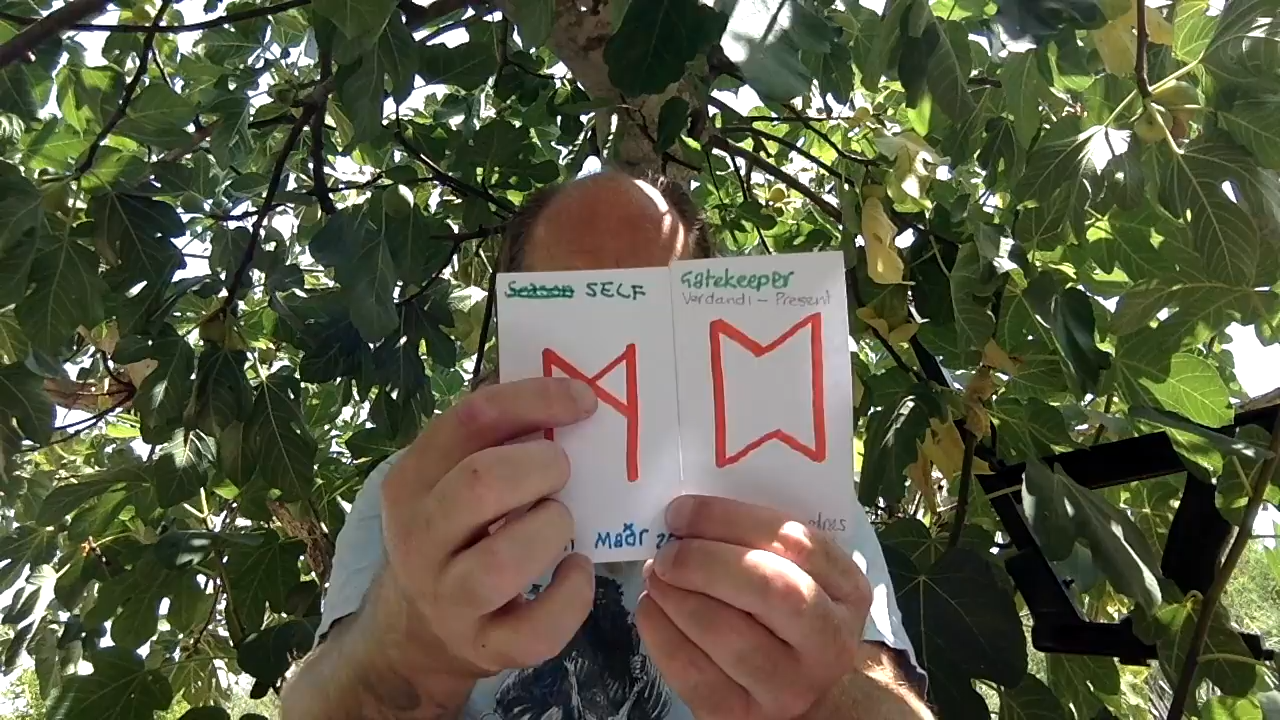 Season SELF
ᛗ
Maðr
Gatekeeper
Verdandi - Present